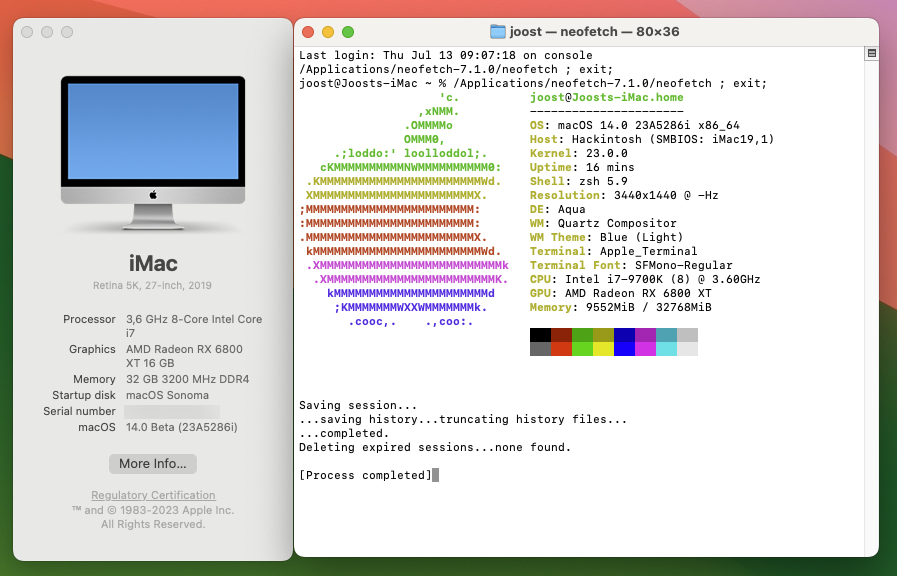 iMac
Retina 5K, 27-inch, 2019
Processor 3,6 GHz 8-Core Intel Core
i7
Graphics AMD Radeon RX 6800
XT 16 GB
Memory 32 GB 3200 MHz DDR4
Startup disk macOS Sonoma
Serial number
macOS 14.0 Beta (23A5286i)
More Info...
Regulatory Certification
™ and © 1983-2023 Apple Inc.
All Rights Reserved.
joost — neofetch — 80×36
Last login: Thu Jul 13 09:07:18 on console
/Applications/neofetch-7.1.0/neofetch ; exit;
joost@Joosts-iMac ~ % /Applications/neofetch-7.1.0/neofetch ; exit;
'c. joost@Joosts-iMac.home
,xNMM. ----------------------
.OMMMMo OS: macOS 14.0 23A5286i x86_64
OMMM0, Host: Hackintosh (SMBIOS: iMac19,1)
.;loddo:' loolloddol;. Kernel: 23.0.0
cKMMMMMMMMMMNWMMMMMMMMMM0: Uptime: 16 mins
.KMMMMMMMMMMMMMMMMMMMMMMMWd. Shell: zsh 5.9
XMMMMMMMMMMMMMMMMMMMMMMMX. Resolution: 3440x1440 @ -Hz
;MMMMMMMMMMMMMMMMMMMMMMMM: DE: Aqua
:MMMMMMMMMMMMMMMMMMMMMMMM: WM: Quartz Compositor
.MMMMMMMMMMMMMMMMMMMMMMMMX. WM Theme: Blue (Light)
kMMMMMMMMMMMMMMMMMMMMMMMMWd. Terminal: Apple_Terminal
.XMMMMMMMMMMMMMMMMMMMMMMMMMMk Terminal Font: SFMono-Regular
.XMMMMMMMMMMMMMMMMMMMMMMMMK. CPU: Intel i7-9700K (8) @ 3.60GHz
kMMMMMMMMMMMMMMMMMMMMMMd GPU: AMD Radeon RX 6800 XT
;KMMMMMMMWXXWMMMMMMMk. Memory: 9552MiB / 32768MiB
.cooc,. .,coo:.
Saving session...
...saving history...truncating history files...
...completed.
Deleting expired sessions...none found.
[Process completed]